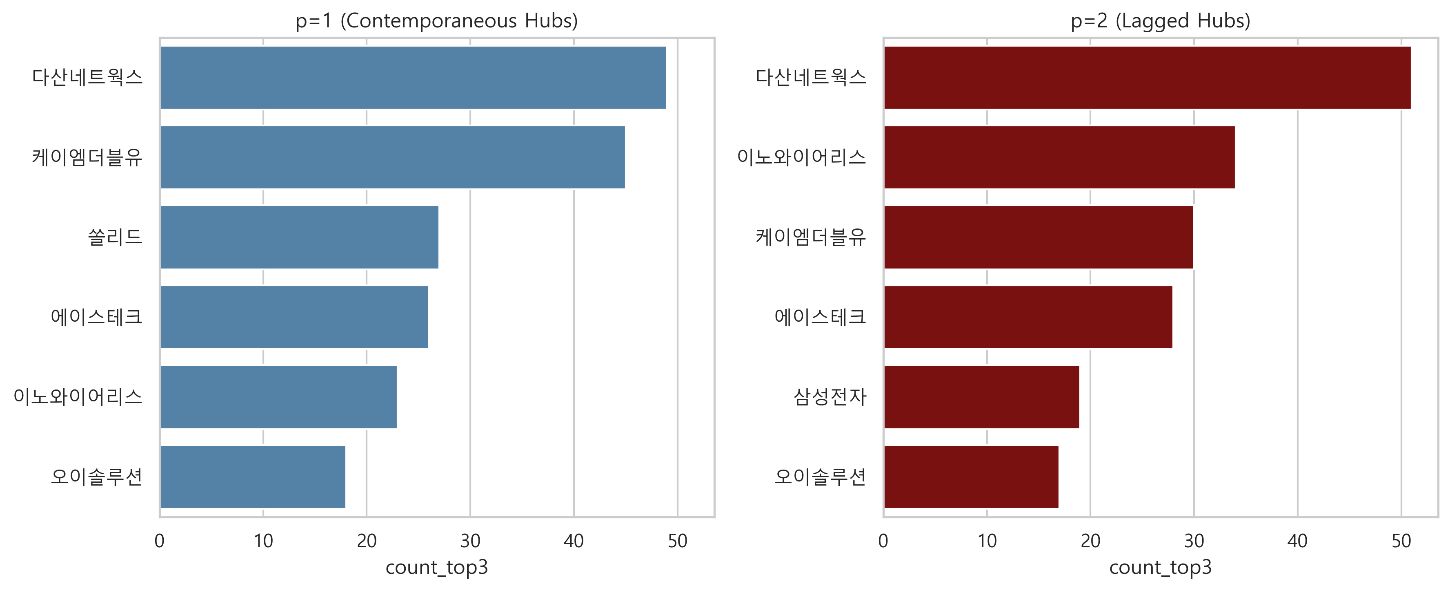 p=1 (Contemporaneous Hubs)
다산네트웍스
케이엠더블유
쏠리드
에이스테크
이노와이어리스
오이솔루션
0 10 20 30 40 50
count_top3
p=2 (Lagged Hubs)
다산네트웍스
이노와이어리스
케이엠더블유
에이스테크
삼성전자
오이솔루션
0 10 20 30 40 50
count_top3